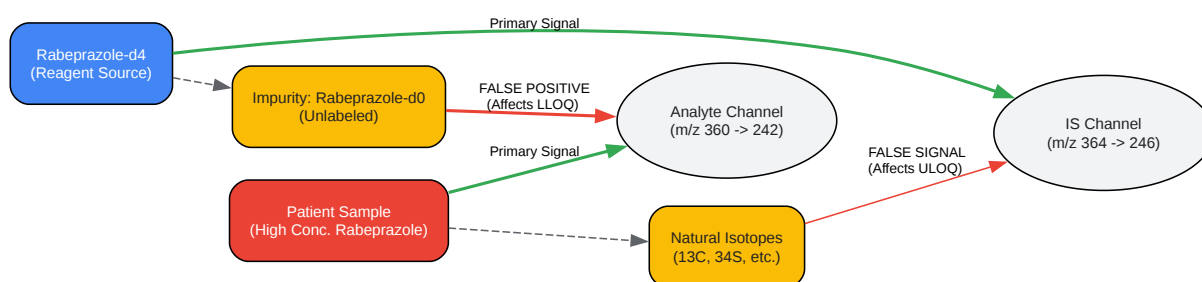 Primary Signal
Rabeprazole-d4
(Reagent Source)
Impurity: Rabeprazole-d0
(Unlabeled)
FALSE POSITIVE
(Affects LLOQ)
Analyte Channel
(m/z 360 -> 242)
IS Channel
(m/z 364 -> 246)
Primary Signal
FALSE SIGNAL
(Affects ULOQ)
Patient Sample
(High Conc. Rabeprazole)
Natural Isotopes
(13C, 34S, etc.)